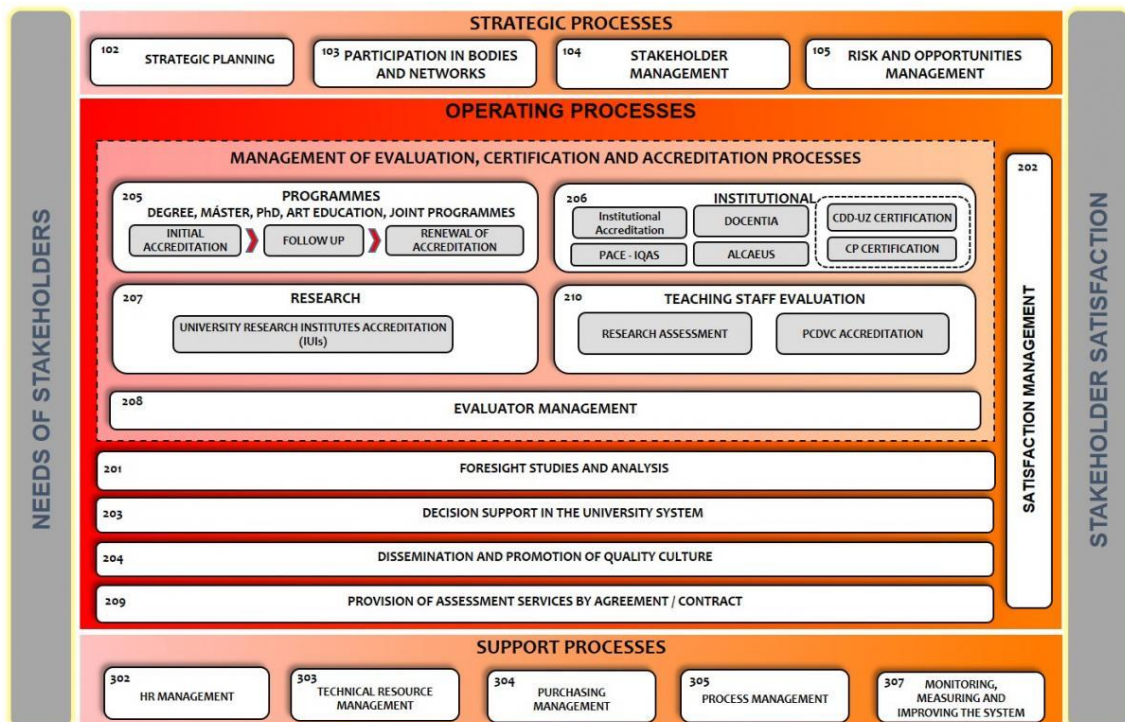 NEEDS OF STAKEHOLDERS
STRATEGIC PROCESSES
102
STRATEGIC PLANNING
103
PARTICIPATION IN BODIES
AND NETWORKS
104
STAKEHOLDER
MANAGEMENT
105
RISK AND OPPORTUNITIES
MANAGEMENT
OPERATING PROCESSES
MANAGEMENT OF EVALUATION, CERTIFICATION AND ACCREDITATION PROCESSES
205
PROGRAMMES
DEGREE, MÁSTER, PhD, ART EDUCATION, JOINT PROGRAMMES
INITIAL
ACCREDITATION
FOLLOW UP
RENEWAL OF
ACCREDITATION
206
INSTITUTIONAL
Institutional
Accreditation
DOCENTIA
CDD-UZ CERTIFICATION
PACE - IQAS
ALCAEUS
CP CERTIFICATION
207
RESEARCH
UNIVERSITY RESEARCH INSTITUTES ACCREDITATION
(IUIs)
210
TEACHING STAFF EVALUATION
RESEARCH ASSESSMENT
PCDVC ACCREDITATION
208
EVALUATOR MANAGEMENT
201
FORESIGHT STUDIES AND ANALYSIS
203
DECISION SUPPORT IN THE UNIVERSITY SYSTEM
204
DISSEMINATION AND PROMOTION OF QUALITY CULTURE
209
PROVISION OF ASSESSMENT SERVICES BY AGREEMENT / CONTRACT
202
SATISFACTION MANAGEMENT
SUPPORT PROCESSES
302
HR MANAGEMENT
303
TECHNICAL RESOURCE
MANAGEMENT
304
PURCHASING
MANAGEMENT
305
PROCESS MANAGEMENT
307
MONITORING,
MEASURING AND
IMPROVING THE SYSTEM
STAKEHOLDER SATISFACTION